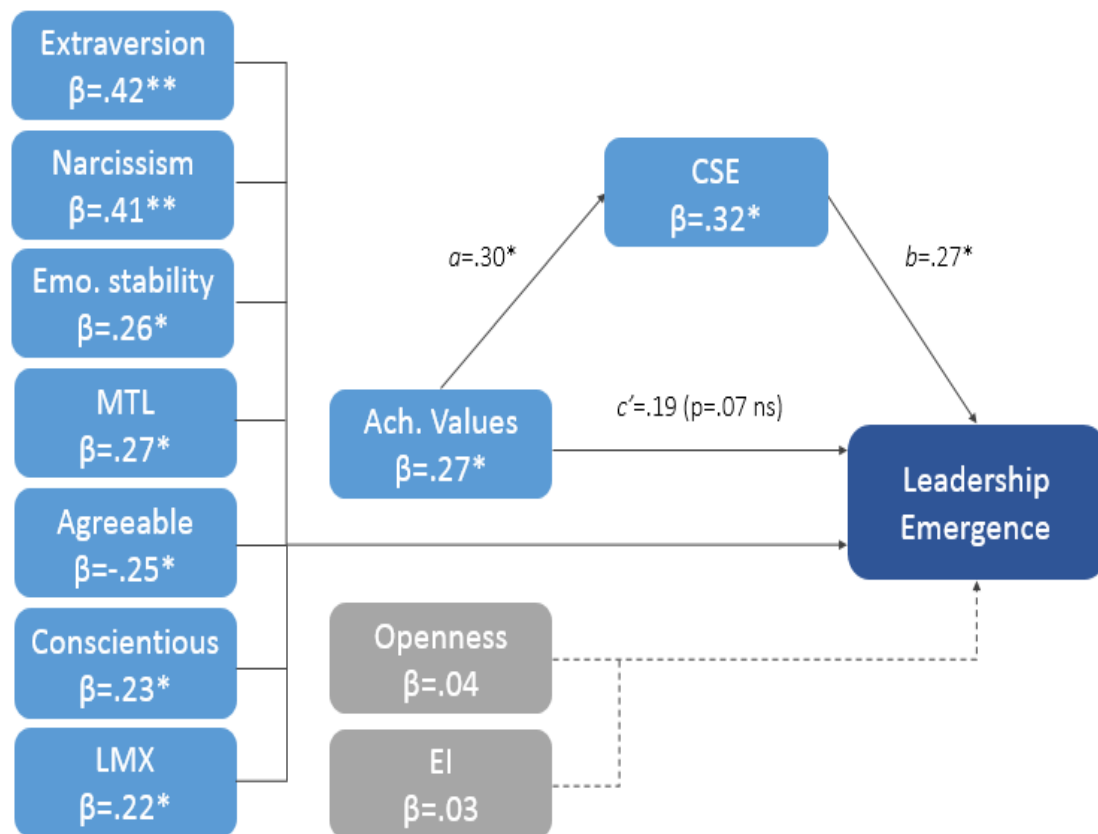 Extraversion
β=.42**
Narcissism
β=.41**
Emo. stability
β=.26*
MTL
β=.27*
Agreeable
β=-.25*
Conscientious
β=.23*
LMX
β=.22*
CSE
β=.32*
a=.30*
b=.27*
Ach. Values
β=.27*
c’=.19 (p=.07 ns)
Leadership
Emergence
Openness
β=.04
EI
β=.03